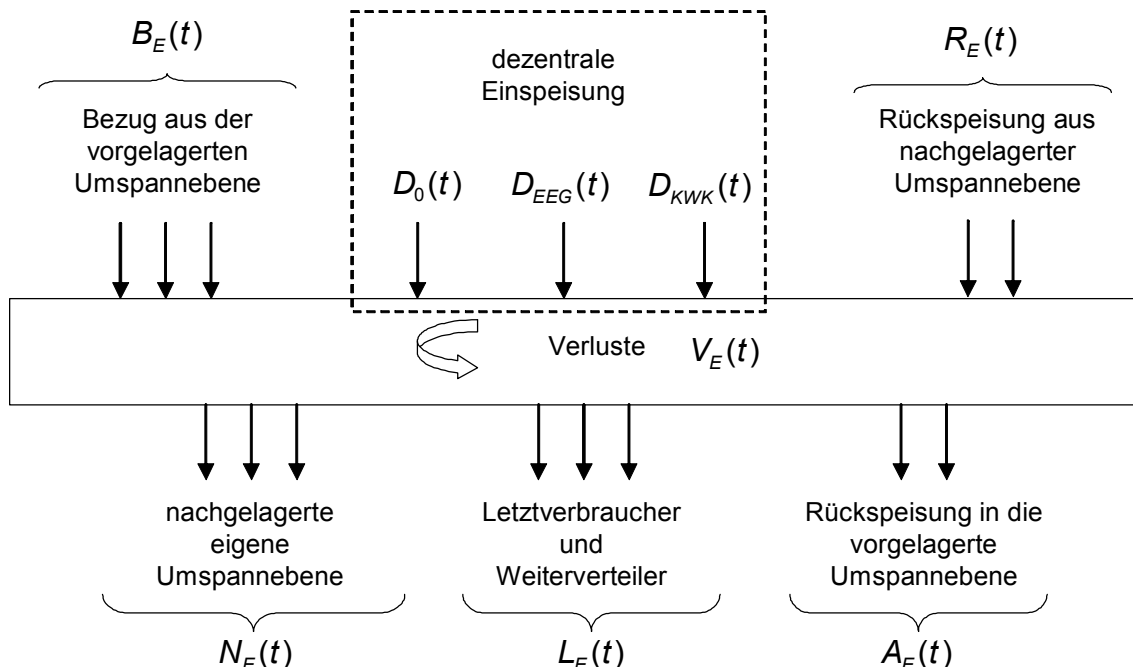 B_E(t)
Bezug aus der
vorgelagerten
Umspannebene
dezentrale
Einspeisung
D_0(t)
D_EEG(t)
D_KWK(t)
R_E(t)
Rückspeisung aus
nachgelagerter
Umspannebene
Verluste V_E(t)
nachgelagerte
eigene
Umspannebene
N_E(t)
Letztverbraucher
und
Weiterverteiler
L_E(t)
Rückspeisung in die
vorgelagerte
Umspannebene
A_E(t)